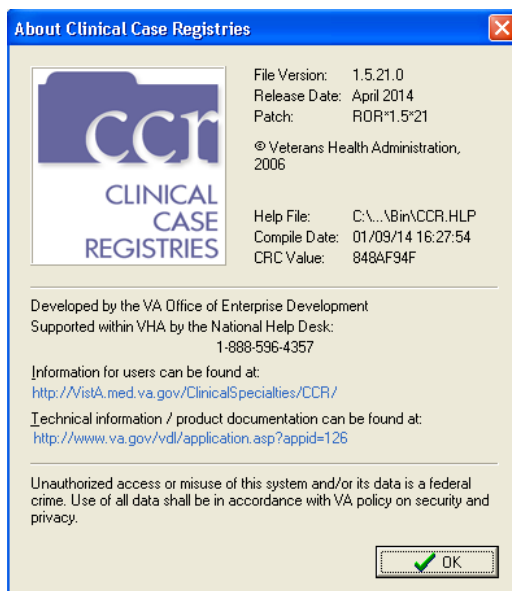 About Clinical Case Registries
ccr
CLINICAL
CASE
REGISTRIES
File Version: 1.5.21.0
Release Date: April 2014
Patch: ROR*1.5*21
© Veterans Health Administration,
2006
Help File: C:\...\Bin\CCR.HLP
Compile Date: 01/09/14 16:27:54
CRC Value: 848AF94F
Developed by the VA Office of Enterprise Development
Supported within VHA by the National Help Desk:
1-888-596-4357
Information for users can be found at:
http://VistA.med.va.gov/ClinicalSpecialties/CCR/
Technical information / product documentation can be found at:
http://www.va.gov/vdl/application.asp?appid=126
Unauthorized access or misuse of this system and/or its data is a federal
crime. Use of all data shall be in accordance with VA policy on security and
privacy.
OK